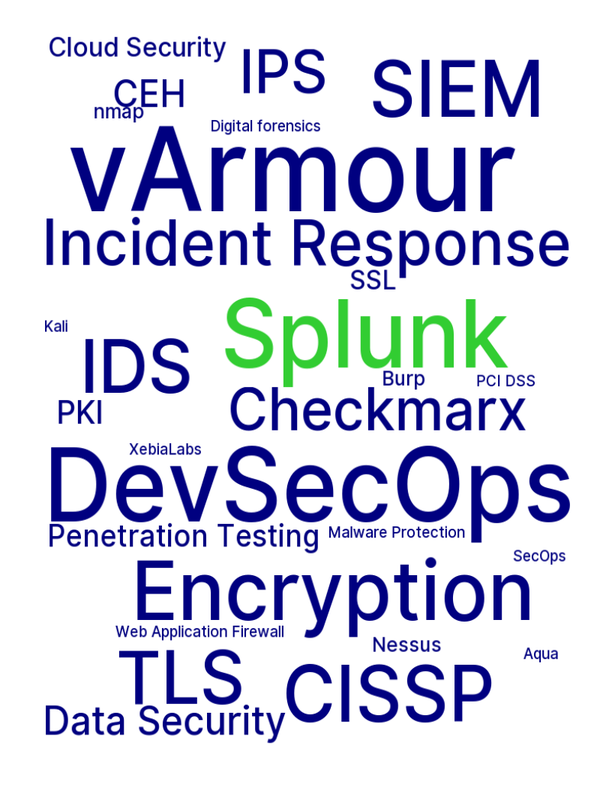 Cloud Security
IPS
SIEM
CEH
nmap
Digital forensics
vArmour
Incident Response
SSL
Splunk
Kali
IDS
Burp
PCI DSS
PKI
Checkmarx
XebiaLabs
DevSecOps
Penetration Testing
Malware Protection
SecOps
Encryption
Web Application Firewall
Nessus
Aqua
TLS
CISSP
Data Security